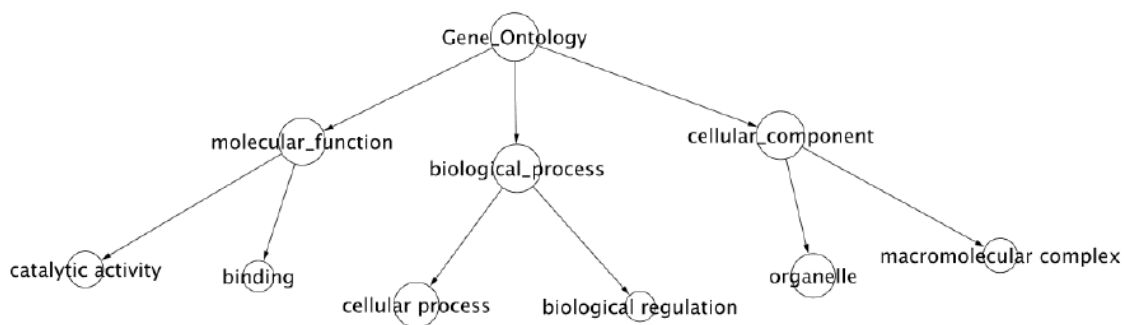 Gene_Ontology
molecular_function
biological_process
cellular_component
catalytic activity
binding
cellular process
biological regulation
organelle
macromolecular complex